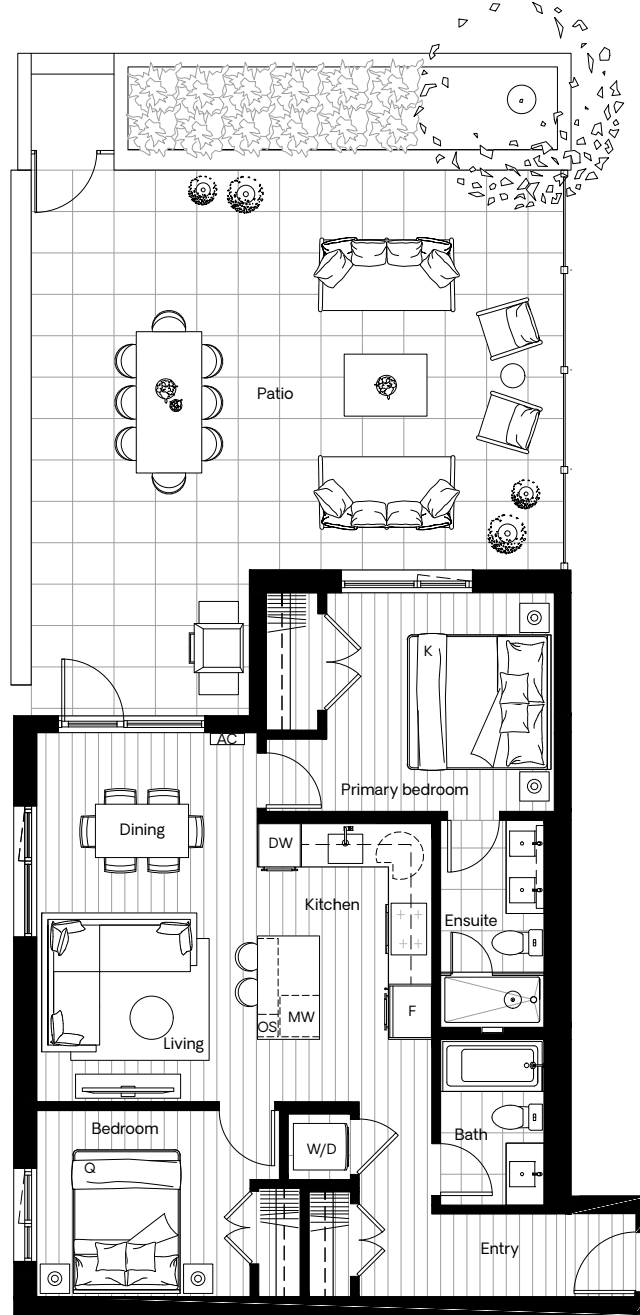 Patio
K
AC
Primary bedroom
Dining
DW
Kitchen
Ensuite
OS
MW
F
Living
Bedroom
Bath
W/D
Q
Entry